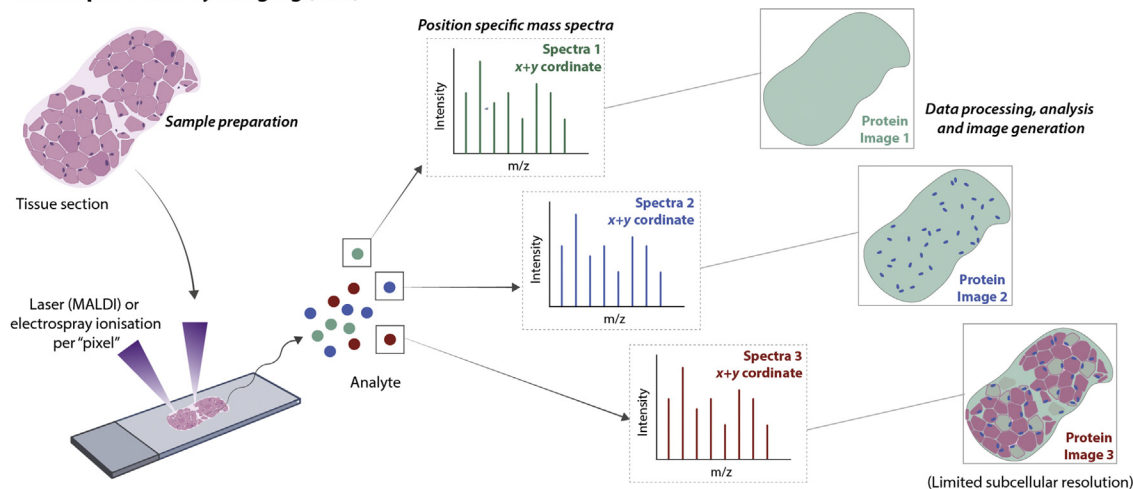 Position specific mass spectra
Spectra 1
x+y cordinate
Intensity
m/z
Protein
Image 1
Data processing, analysis
and image generation
Sample preparation
Tissue section
Spectra 2
x+y cordinate
Intensity
m/z
Protein
Image 2
Laser (MALDI) or
electrospray ionisation
per "pixel"
Analyte
Spectra 3
x+y cordinate
Intensity
m/z
Protein
Image 3
(Limited subcellular resolution)